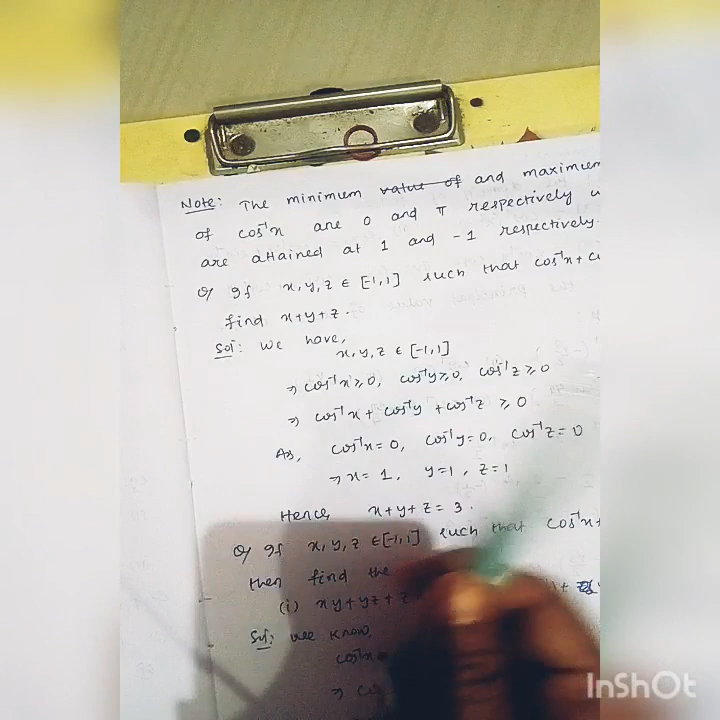 Note: The minimum value of and maximum
of cos⁻¹x are 0 and π respectively
are attained at 1 and -1 respectively.
Q/ If x, y, z ∈ [-1,1] such that cos⁻¹x +
find x+y+z.
Sol: We have,
x, y, z ∈ [-1,1]
⇒ cos⁻¹x ≥ 0, cos⁻¹y ≥ 0, cos⁻¹z ≥ 0
⇒ cos⁻¹x + cos⁻¹y + cos⁻¹z ≥ 0
As, cos⁻¹x = 0, cos⁻¹y = 0, cos⁻¹z = 0
⇒ x = 1, y = 1, z = 1
Hence, x+y+z = 3.
Q/ If x, y, z ∈ [-1,1] such that cos⁻¹x +
then find the
(i) xy + yz +
Sol: We know,
cos⁻¹x
⇒
InShOt